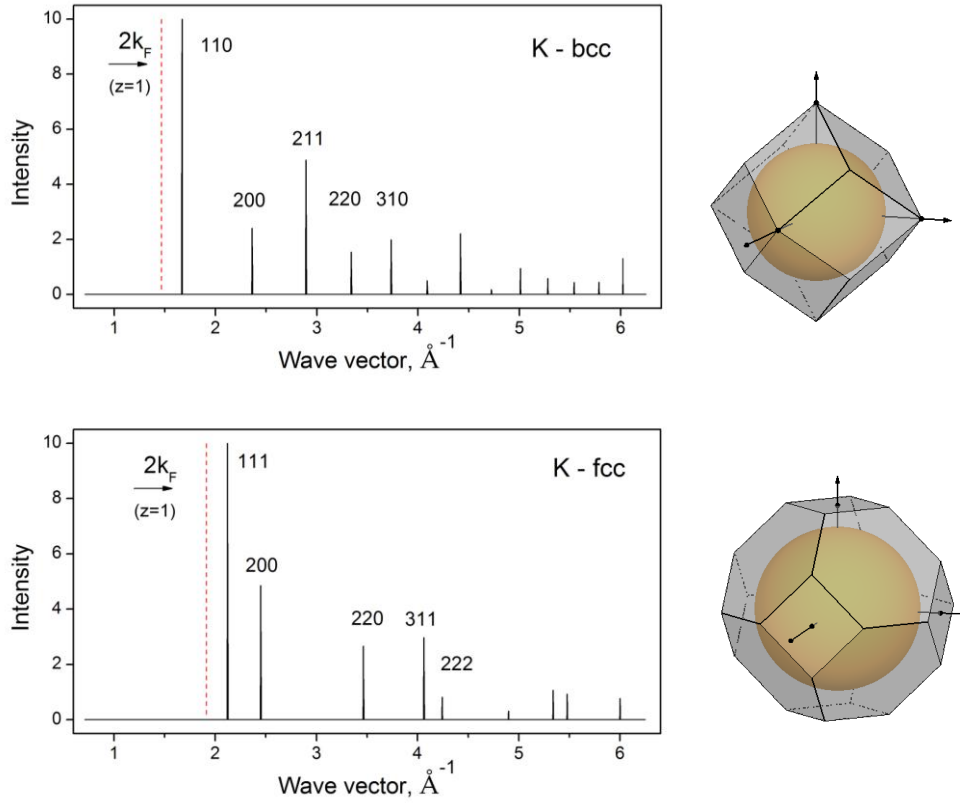 10
8
6
4
2
0
Intensity
2kF
(z=1)
110
200
211
220
310
K - bcc
1 2 3 4 5 6
Wave vector, Å-1
10
8
6
4
2
0
Intensity
2kF
(z=1)
111
200
220
311
222
K - fcc
1 2 3 4 5 6
Wave vector, Å-1